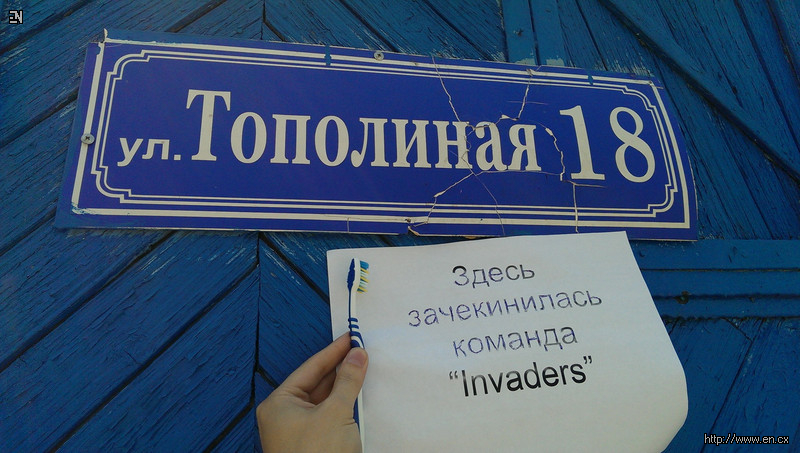 EN
ул. Тополиная 18
Здесь
зачекинилась
команда
“Invaders”
http://www.en.cx